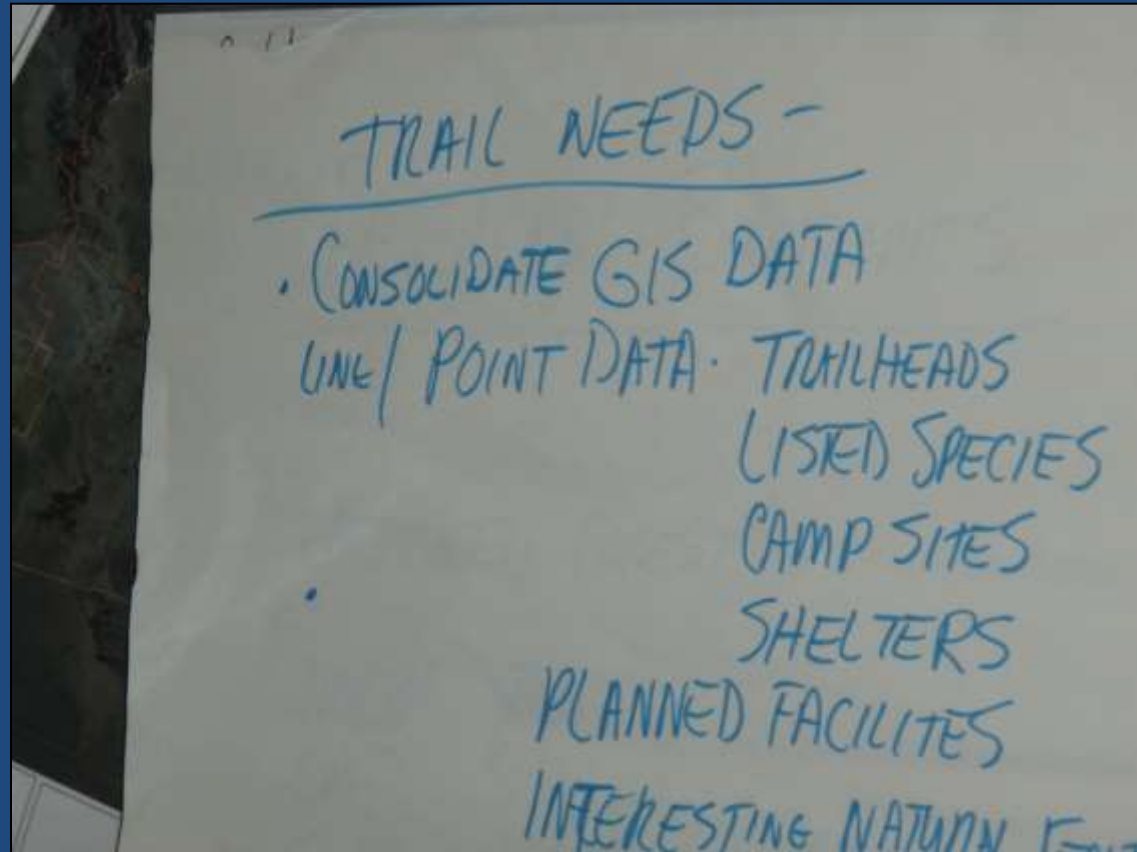 TRAIL NEEDS -
• CONSOLIDATE GIS DATA
LINE/ POINT DATA. TRAILHEADS
LISTED SPECIES
CAMP SITES
•
SHELTERS
PLANNED FACILITES
INTERESTING